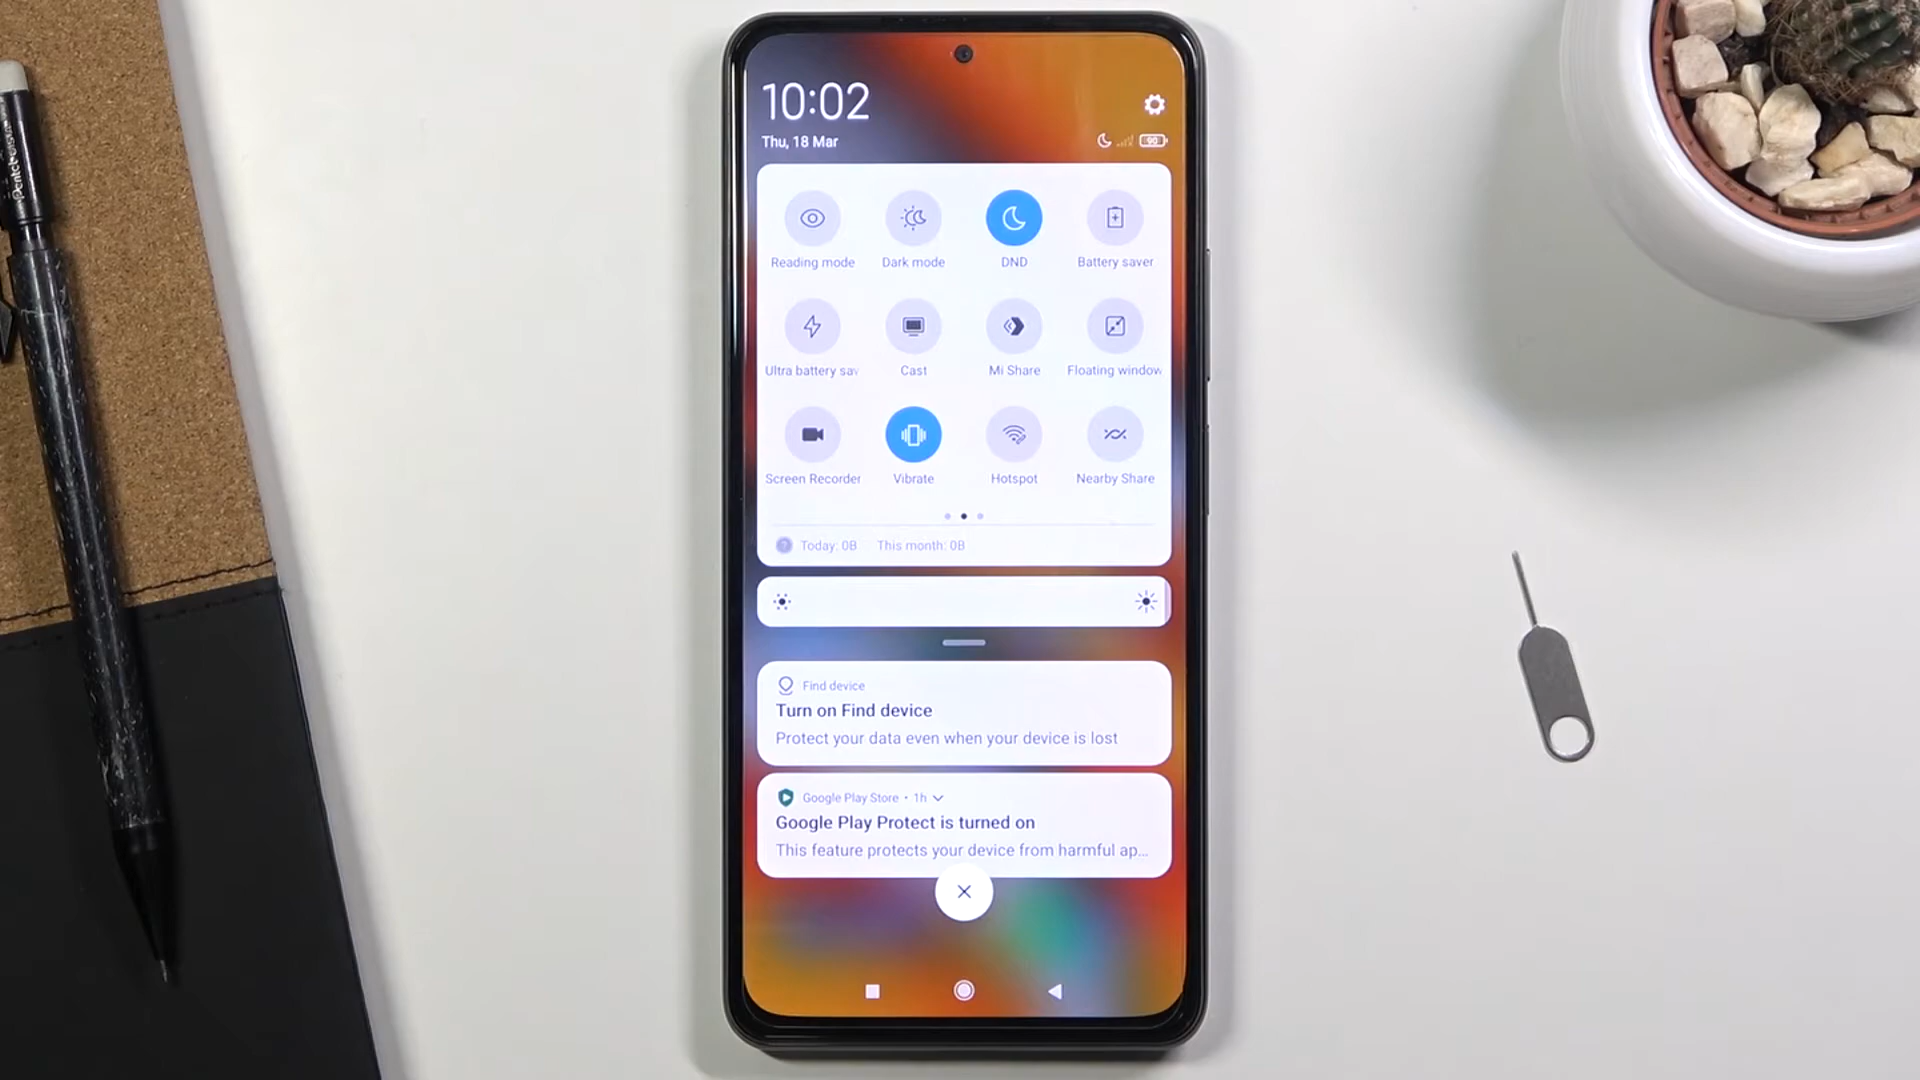 10:02
Thu, 18 Mar
90
Reading mode
Dark mode
DND
Battery saver
Ultra battery sav
Cast
Mi Share
Floating window
Screen Recorder
Vibrate
Hotspot
Nearby Share
Today: 0B
This month: 0B
Find device
Turn on Find device
Protect your data even when your device is lost
Google Play Store • 1h
Google Play Protect is turned on
This feature protects your device from harmful ap...
Pentel